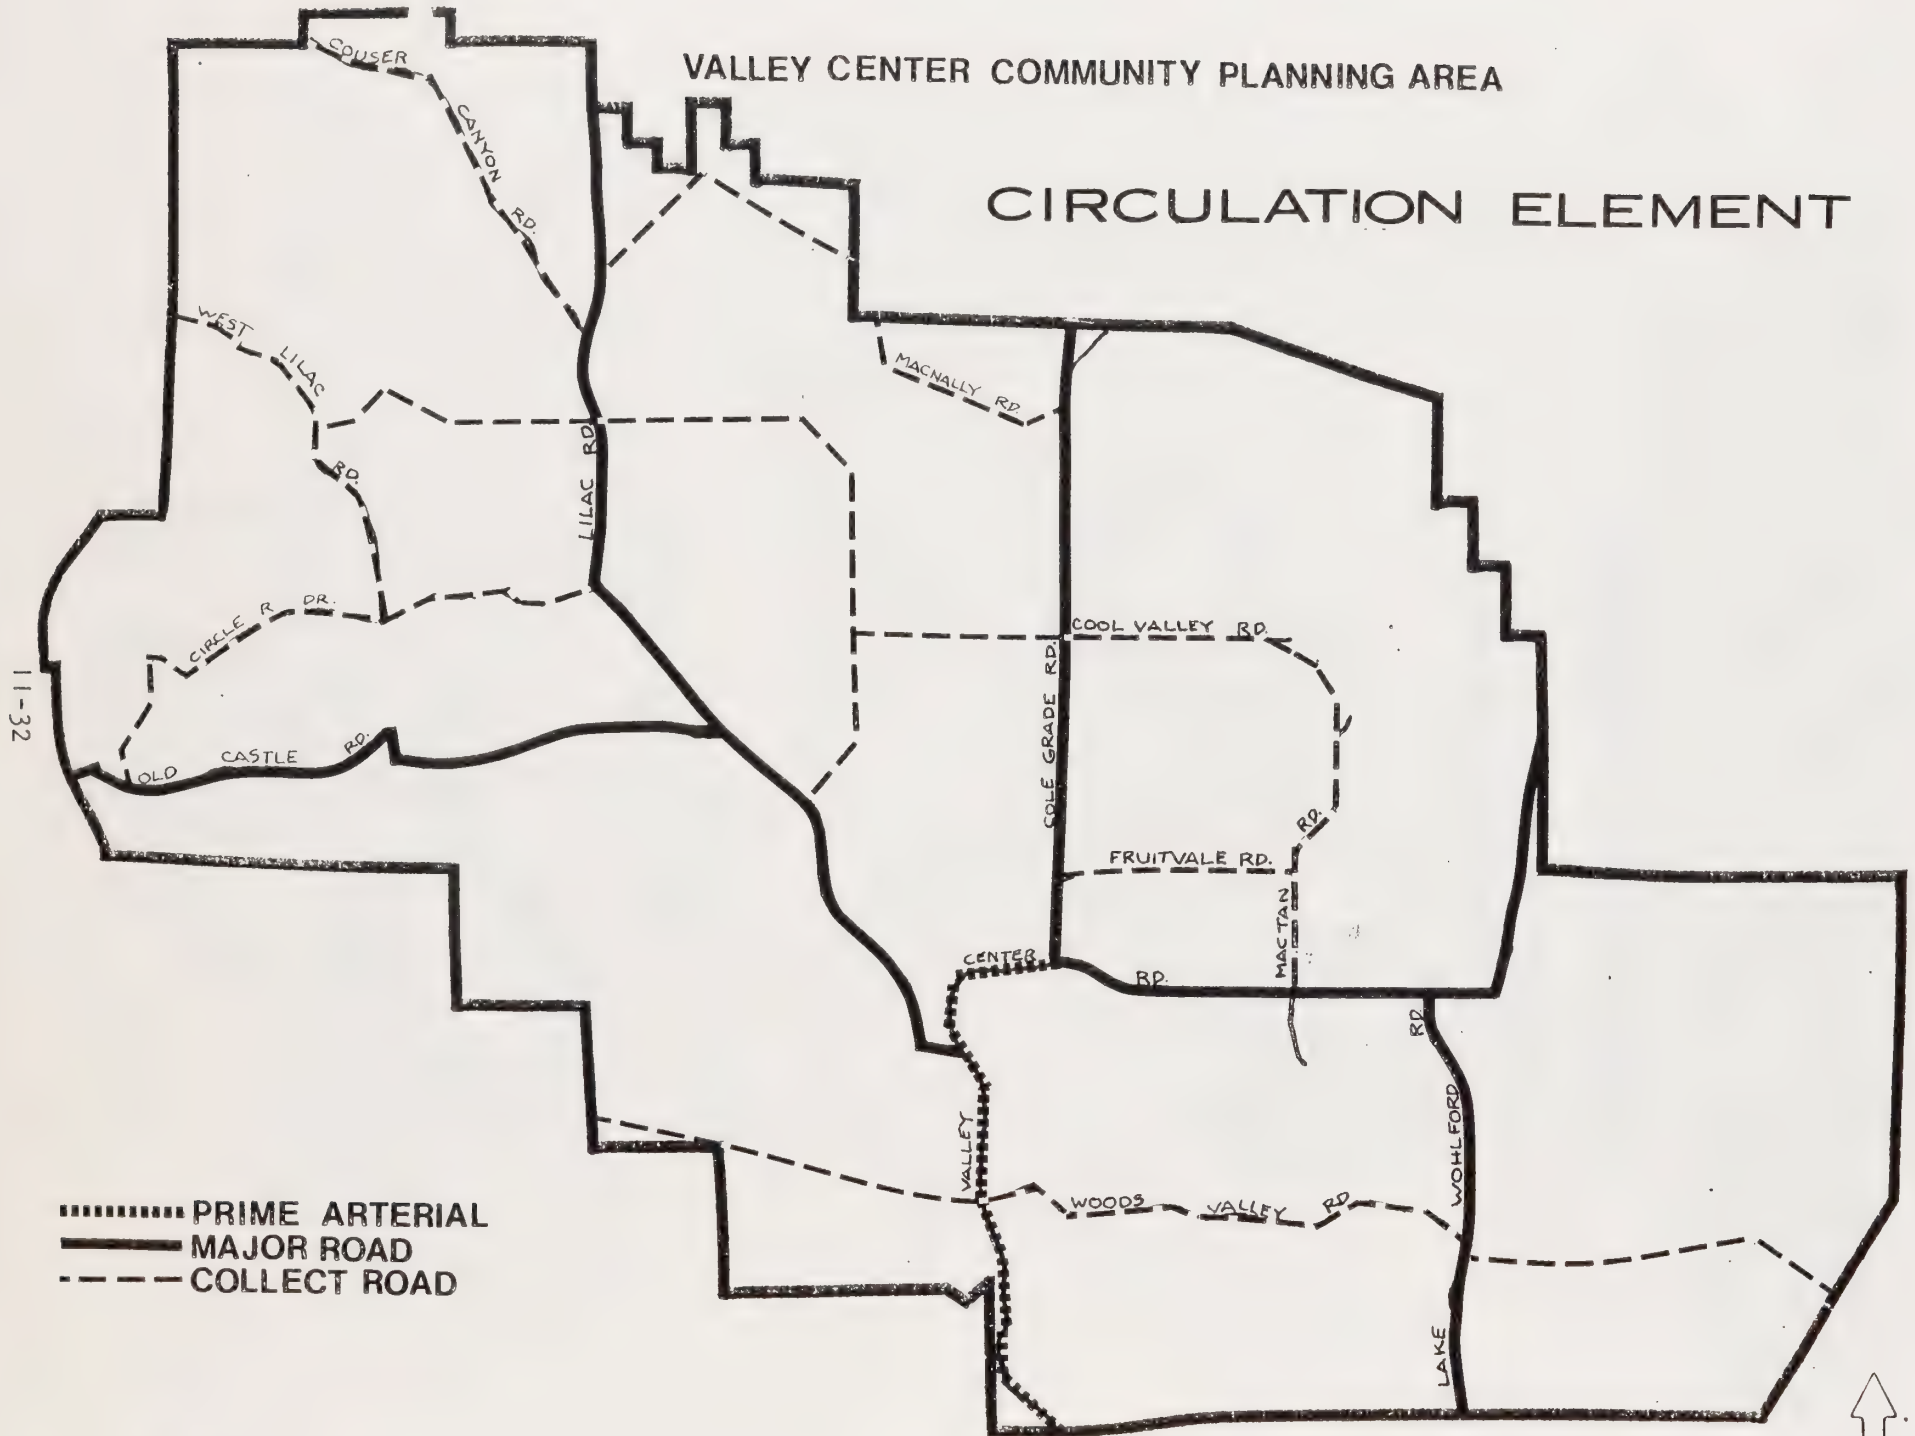 VALLEY CENTER COMMUNITY PLANNING AREA
CIRCULATION ELEMENT
COUSER
CANYON
RD.
WEST
LILAC
RD.
MACNALLY RD.
LILAC RD.
CIRCLE R DR.
COOL VALLEY RD.
COLE GRADE RD.
OLD CASTLE RD.
RD.
FRUITVALE RD.
MACTAN
CENTER
RD.
RD.
VALLEY
WOHLFORD
WOODS VALLEY RD
LAKE
PRIME ARTERIAL
MAJOR ROAD
COLLECT ROAD
11-32